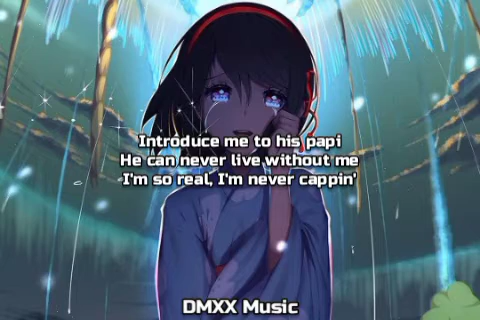 Introduce me to his papi
He can never live without me
I'm so real, I'm never cappin'
DMXX Music